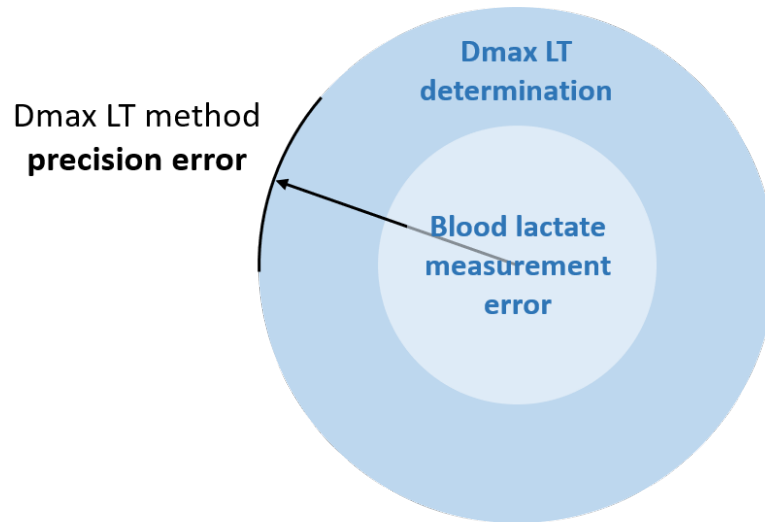 Dmax LT
determination
Dmax LT method
precision error
Blood lactate
measurement
error